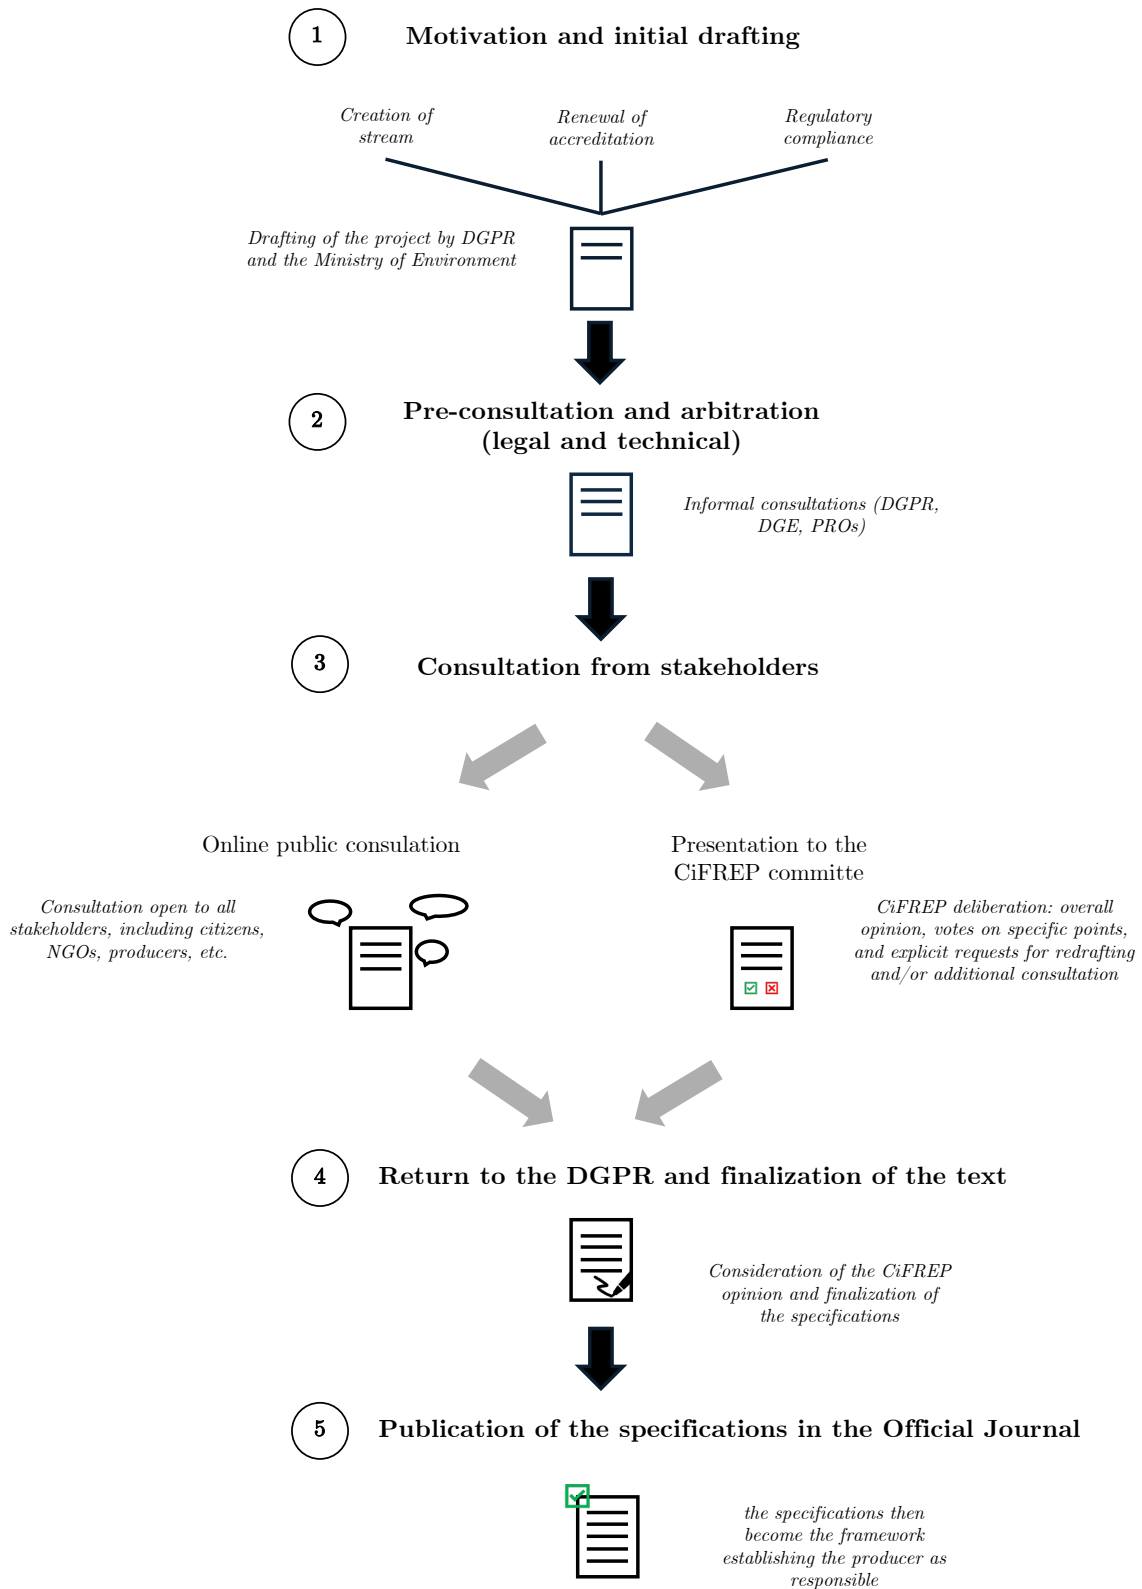 1
Motivation and initial drafting
Creation of
stream
Renewal of
accreditation
Regulatory
compliance
Drafting of the project by DGPR
and the Ministry of Environment
2
Pre-consultation and arbitration
(legal and technical)
Informal consultations (DGPR,
DGE, PROs)
3
Consultation from stakeholders
Online public consulation
Consultation open to all
stakeholders, including citizens,
NGOs, producers, etc.
Presentation to the
CiFREP committe
CiFREP deliberation: overall
opinion, votes on specific points,
and explicit requests for redrafting
and/or additional consultation
4
Return to the DGPR and finalization of the text
Consideration of the CiFREP
opinion and finalization of
the specifications
5
Publication of the specifications in the Official Journal
the specifications then
become the framework
establishing the producer as
responsible